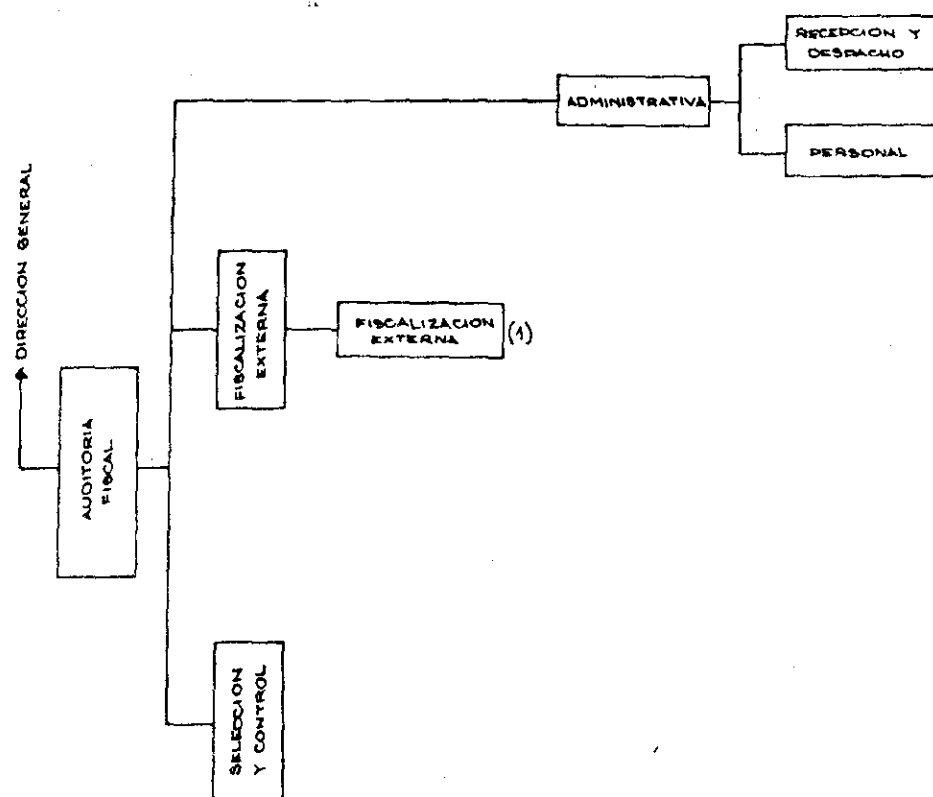 DIRECCION GENERAL
AUDITORIA
FISCAL
SELECCION
Y CONTROL
FISCALIZACION
EXTERNA
FISCALIZACION
EXTERNA
(1)
ADMINISTRATIVA
RECEPCION Y
DESPACHO
PERSONAL